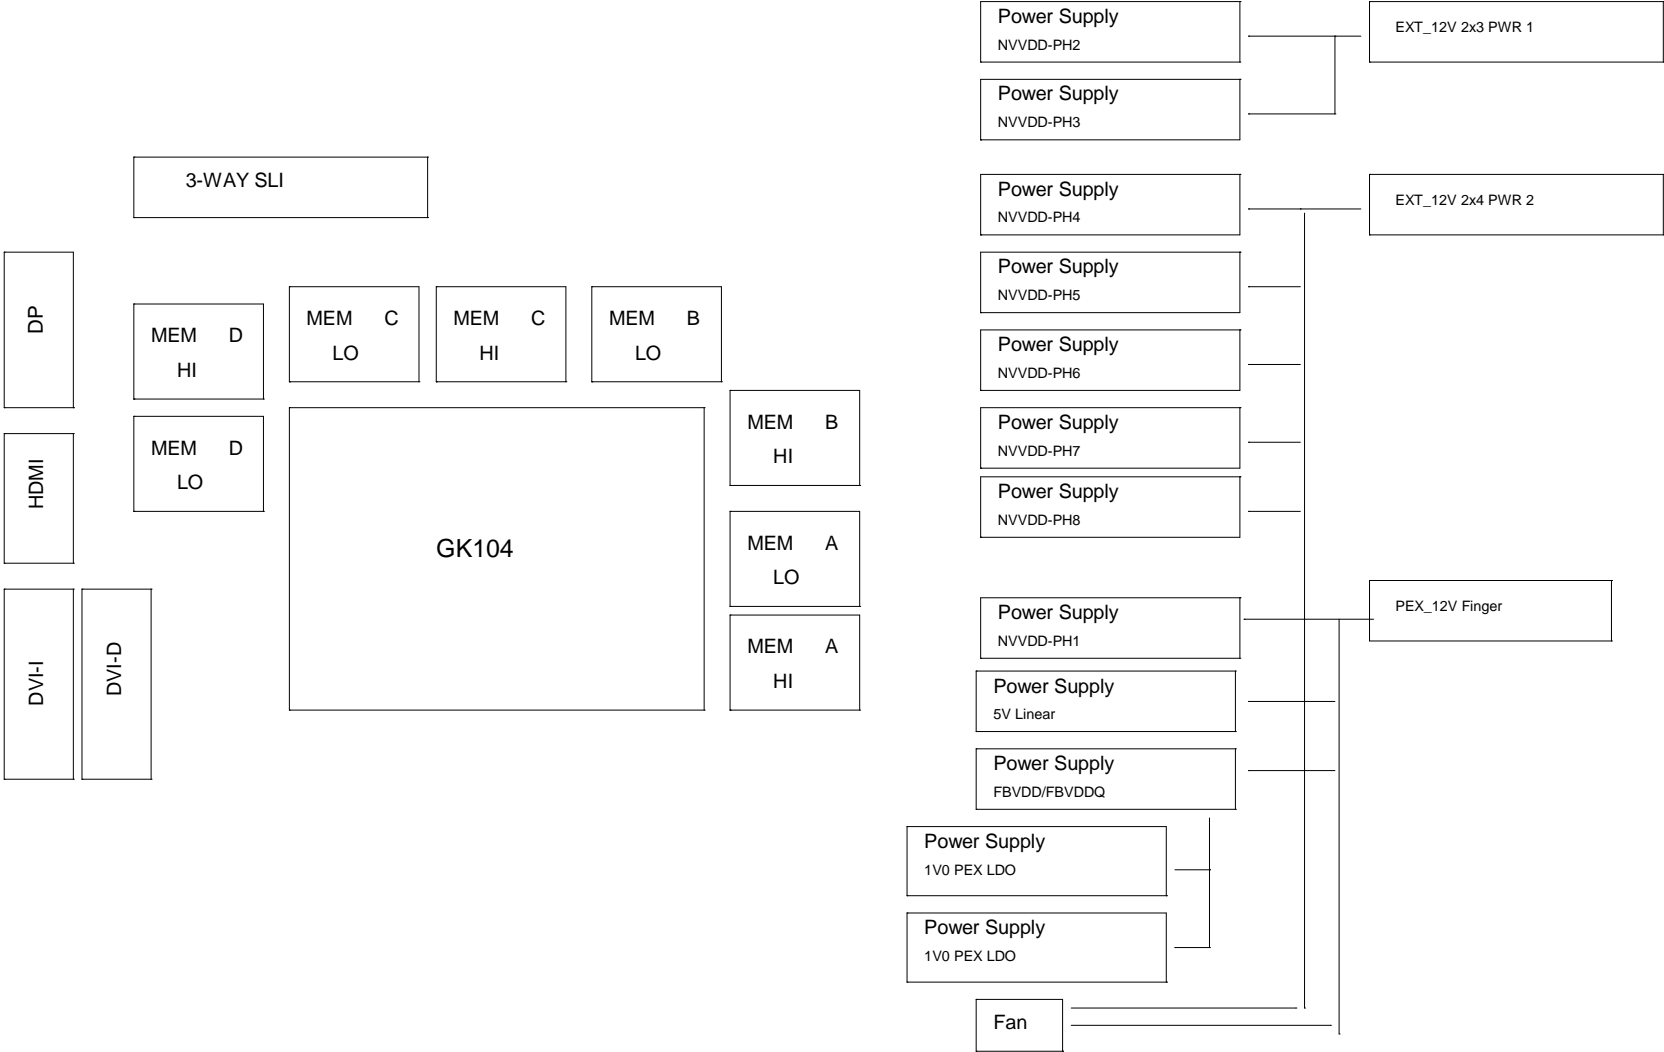 3-WAY SLI
DP
HDMI
DVI-I
DVI-D
MEM D
HI
MEM D
LO
MEM C
LO
MEM C
HI
MEM B
LO
MEM B
HI
MEM A
LO
MEM A
HI
GK104
Power Supply
NVVDD-PH2
EXT_12V 2x3 PWR 1
Power Supply
NVVDD-PH3
Power Supply
NVVDD-PH4
EXT_12V 2x4 PWR 2
Power Supply
NVVDD-PH5
Power Supply
NVVDD-PH6
Power Supply
NVVDD-PH7
Power Supply
NVVDD-PH8
Power Supply
NVVDD-PH1
PEX_12V Finger
Power Supply
5V Linear
Power Supply
FBVDD/FBVDDQ
Power Supply
1V0 PEX LDO
Power Supply
1V0 PEX LDO
Fan